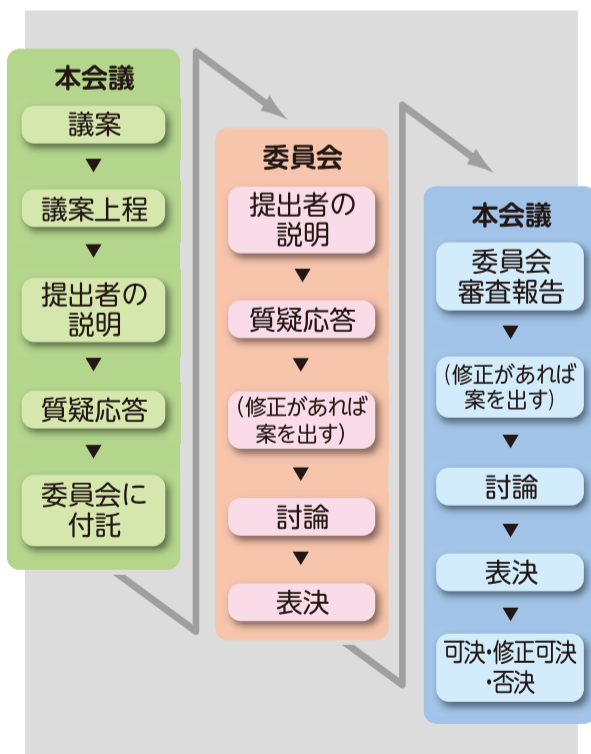 本会議
議案
▼
議案上程
▼
提出者の
説明
▼
質疑応答
▼
委員会に
付託
委員会
提出者の
説明
▼
質疑応答
▼
(修正があれば
案を出す)
▼
討論
▼
表決
本会議
委員会
審査報告
▼
(修正があれば
案を出す)
▼
討論
▼
表決
▼
可決・修正可決
・否決